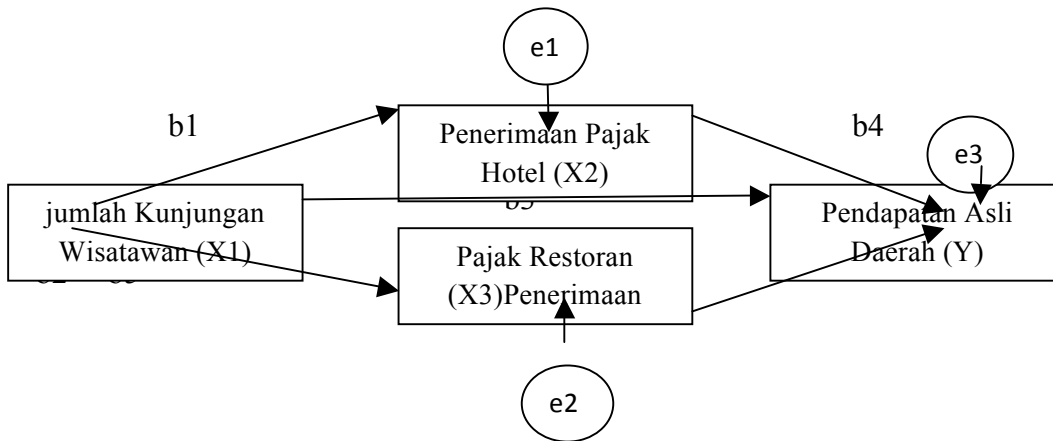 e1
b1
b4
Penerimaan Pajak
Hotel (X2)
e3
jumlah Kunjungan
Wisatawan (X1)
Pendapatan Asli
Daerah (Y)
Pajak Restoran
(X3)Penerimaan
e2